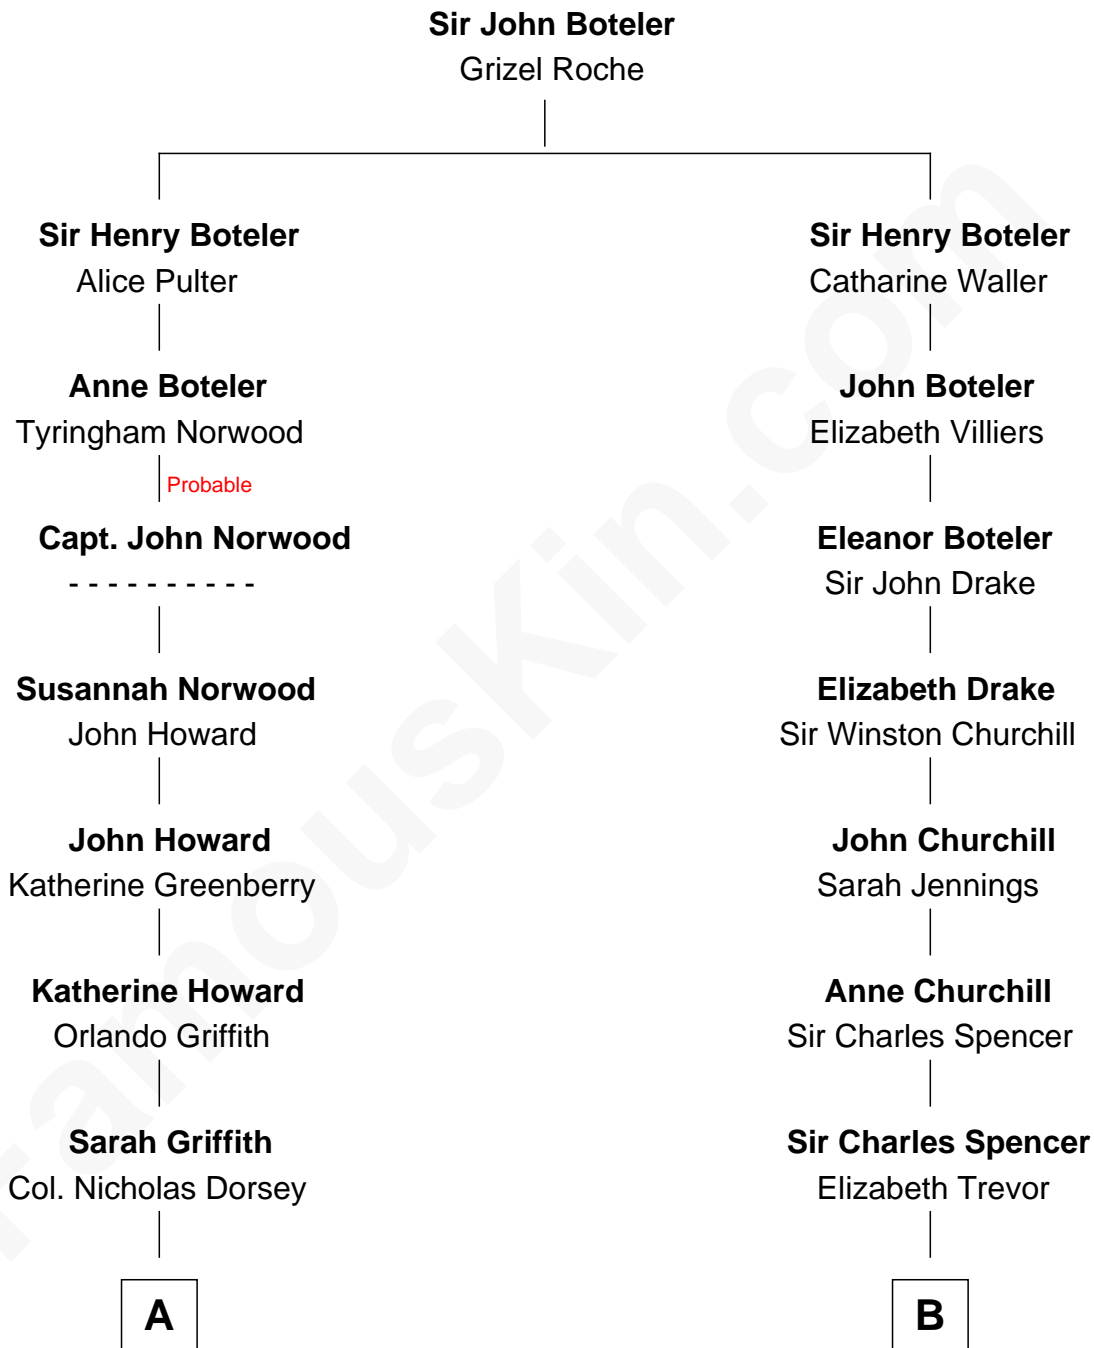 Sir John Boteler
Grizel Roche
Sir Henry Boteler
Alice Pulter
Anne Boteler
Tyringham Norwood
Probable
Capt. John Norwood
- - - - - - - - - -
Susannah Norwood
John Howard
John Howard
Katherine Greenberry
Katherine Howard
Orlando Griffith
Sarah Griffith
Col. Nicholas Dorsey
A
Sir Henry Boteler
Catharine Waller
John Boteler
Elizabeth Villiers
Eleanor Boteler
Sir John Drake
Elizabeth Drake
Sir Winston Churchill
John Churchill
Sarah Jennings
Anne Churchill
Sir Charles Spencer
Sir Charles Spencer
Elizabeth Trevor
B
FamousKin.com